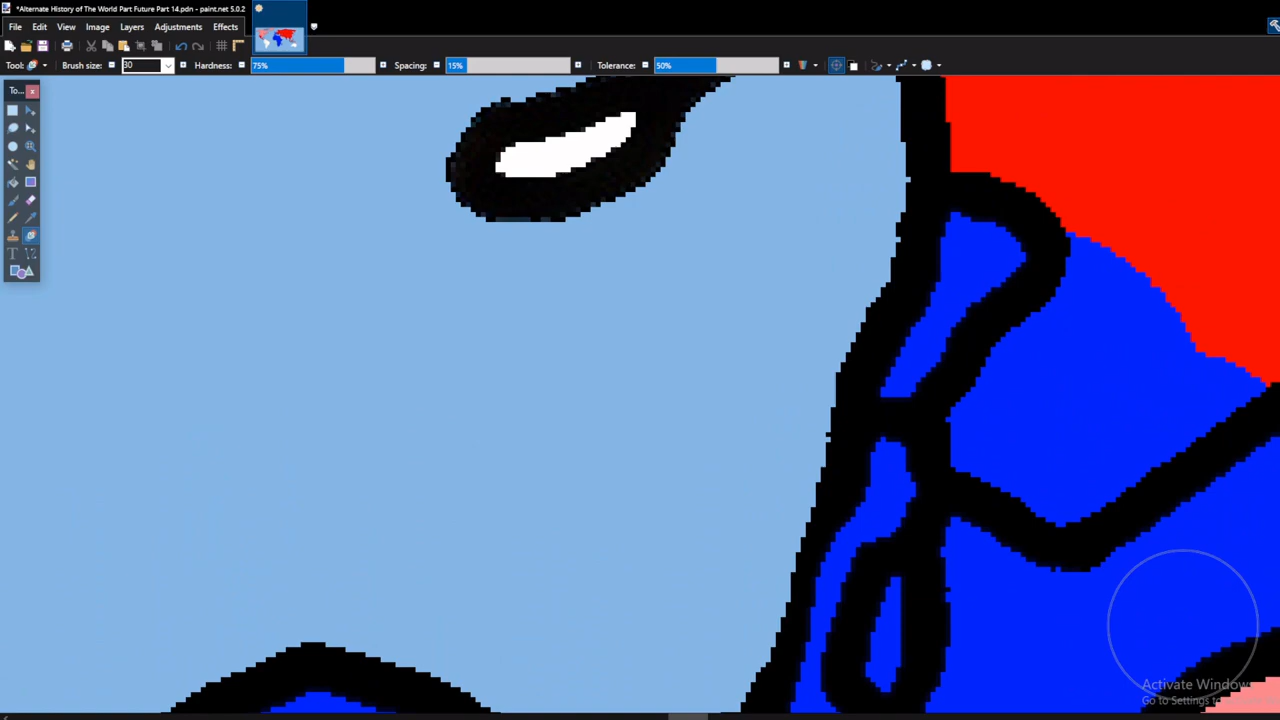 *Alternate History of The World Part Future Part 14.pdn - paint.net 5.0.2
File Edit View Image Layers Adjustments Effects
Tool: Brush size: 30 Hardness: 75% Spacing: 15% Tolerance: 50%
To...
Activate Windows
Go to Settings to